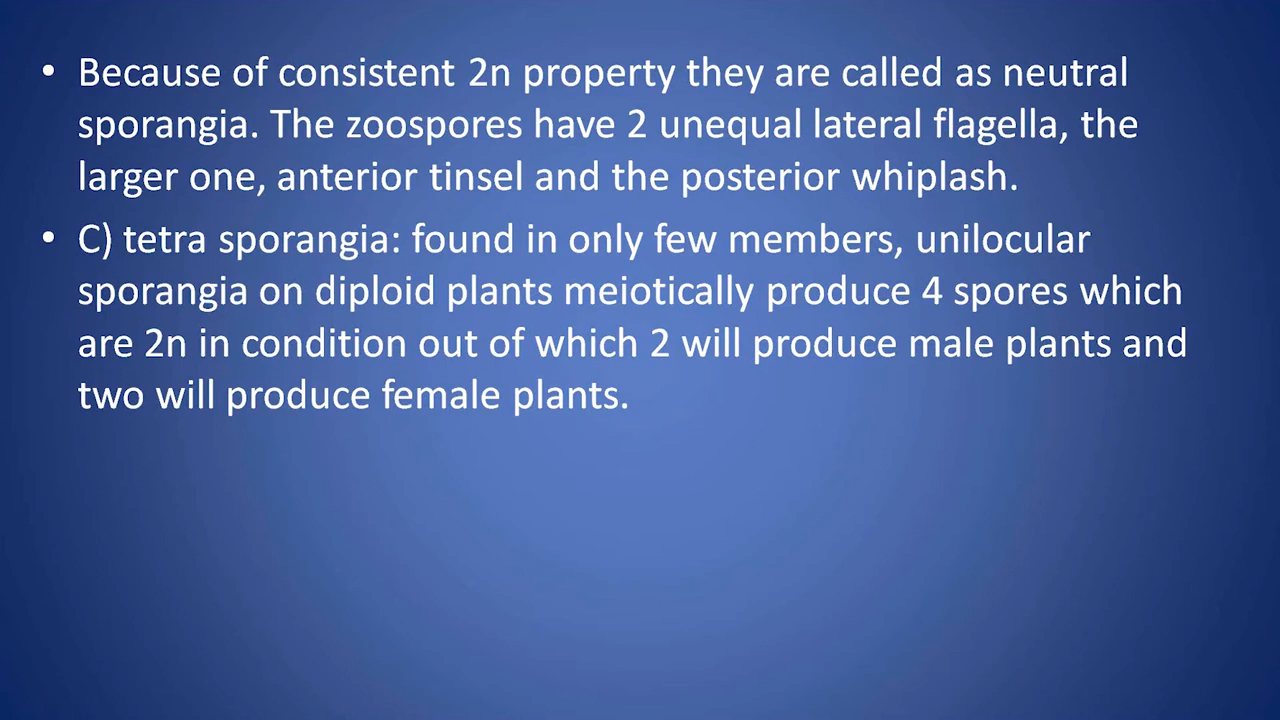 • Because of consistent 2n property they are called as neutral
sporangia. The zoospores have 2 unequal lateral flagella, the
larger one, anterior tinsel and the posterior whiplash.
• C) tetra sporangia: found in only few members, unilocular
sporangia on diploid plants meiotically produce 4 spores which
are 2n in condition out of which 2 will produce male plants and
two will produce female plants.